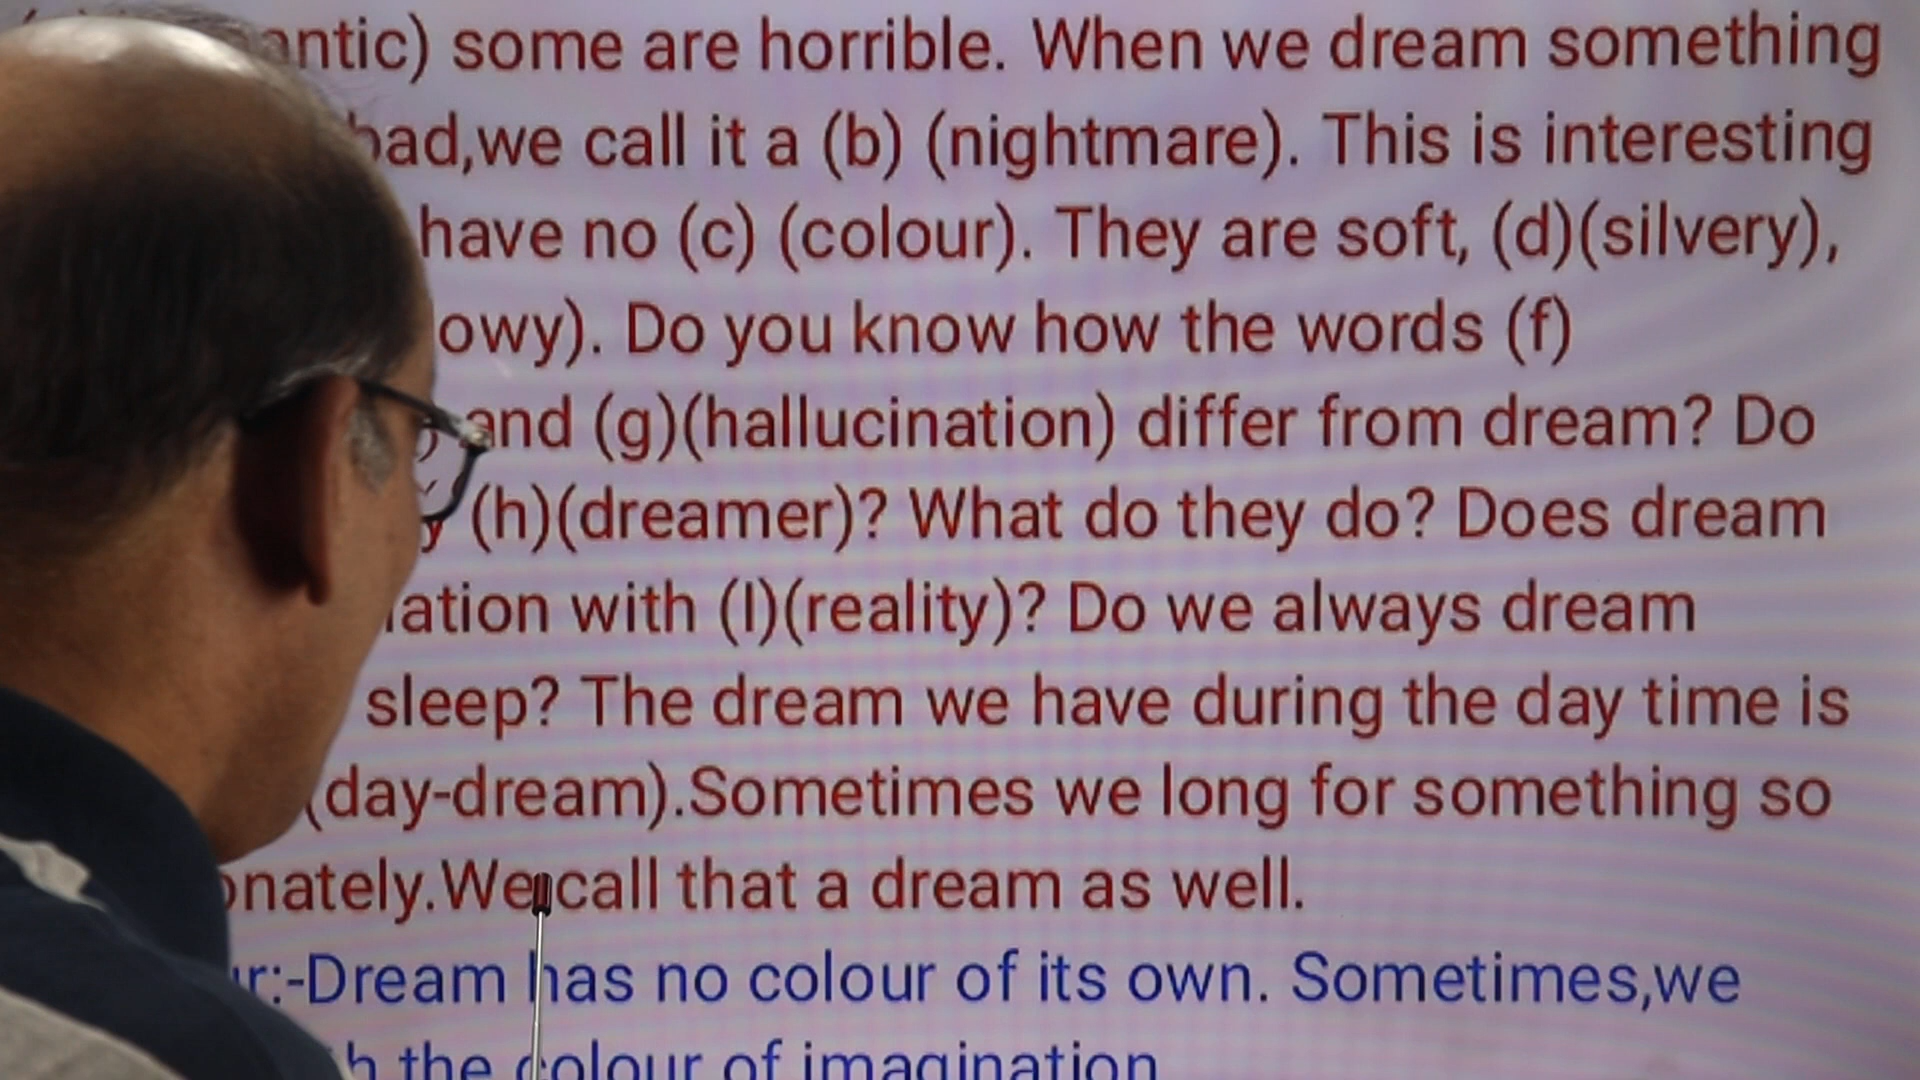 antic) some are horrible. When we dream something
bad,we call it a (b) (nightmare). This is interesting
have no (c) (colour). They are soft, (d)(silvery),
owy). Do you know how the words (f)
) and (g)(hallucination) differ from dream? Do
y (h)(dreamer)? What do they do? Does dream
lation with (I)(reality)? Do we always dream
sleep? The dream we have during the day time is
(day-dream).Sometimes we long for something so
onately.We call that a dream as well.
ur:-Dream has no colour of its own. Sometimes,we
h the colour of imagination